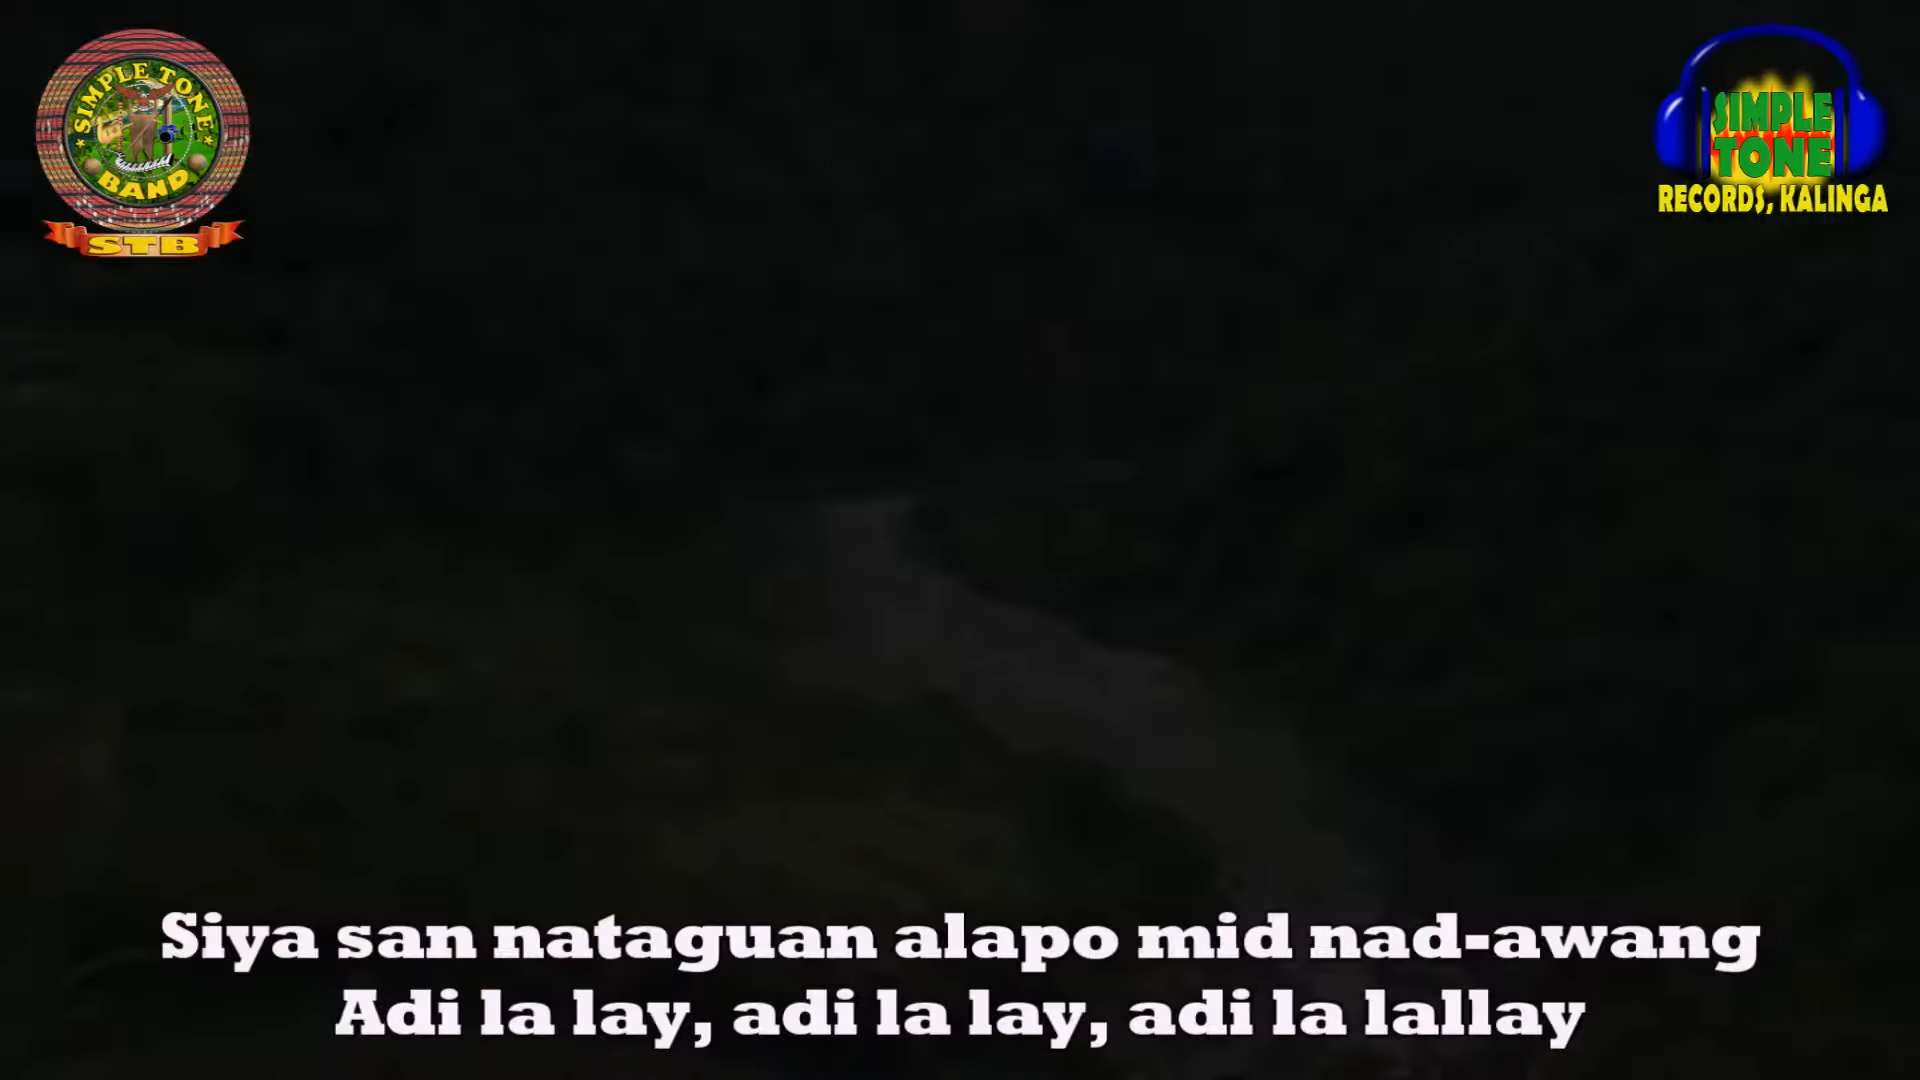 SIMPLE TONE
BAND
STB
SIMPLE
TONE
RECORDS, KALINGA
Siya san nataguan alapo mid nad-awang
Adi la lay, adi la lay, adi la lallay